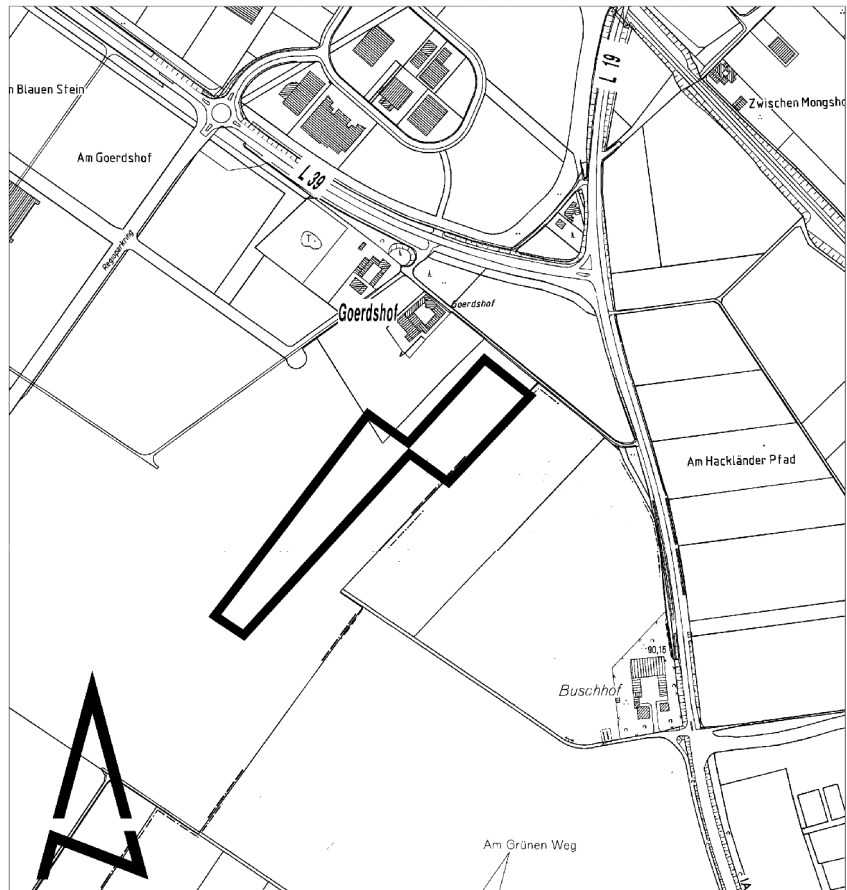 L 19
n Blauen Stein
Zwischen Mongsho
Am Goerdshof
L 39
Regioparkring
Goerdshof
Goerdshof
Am Hackländer Pfad
90,15
Buschhof
Am Grünen Weg